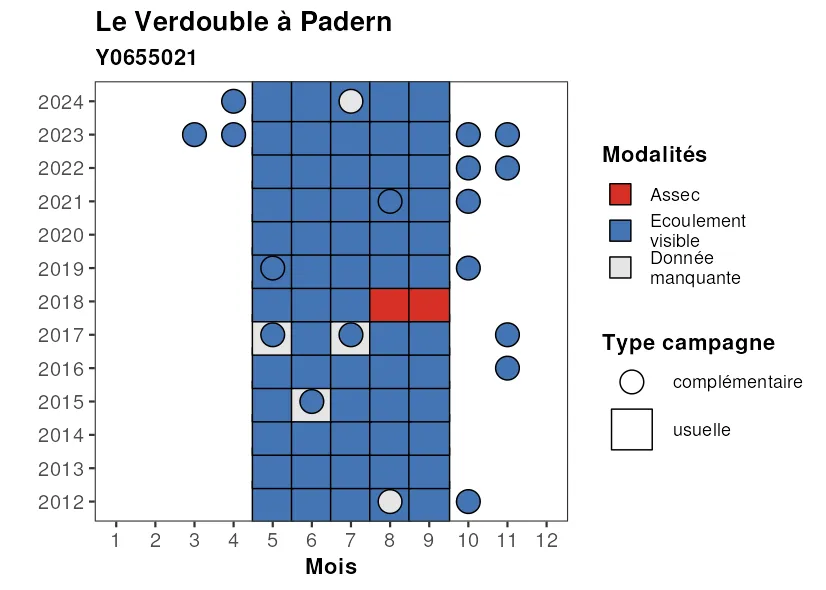 Le Verdouble à Padern
Y0655021
2024
2023
2022
2021
2020
2019
2018
2017
2016
2015
2014
2013
2012
1 2 3 4 5 6 7 8 9 10 11 12
Mois
Modalités
Assec
Ecoulement
visible
Donnée
manquante
Type campagne
complémentaire
usuelle